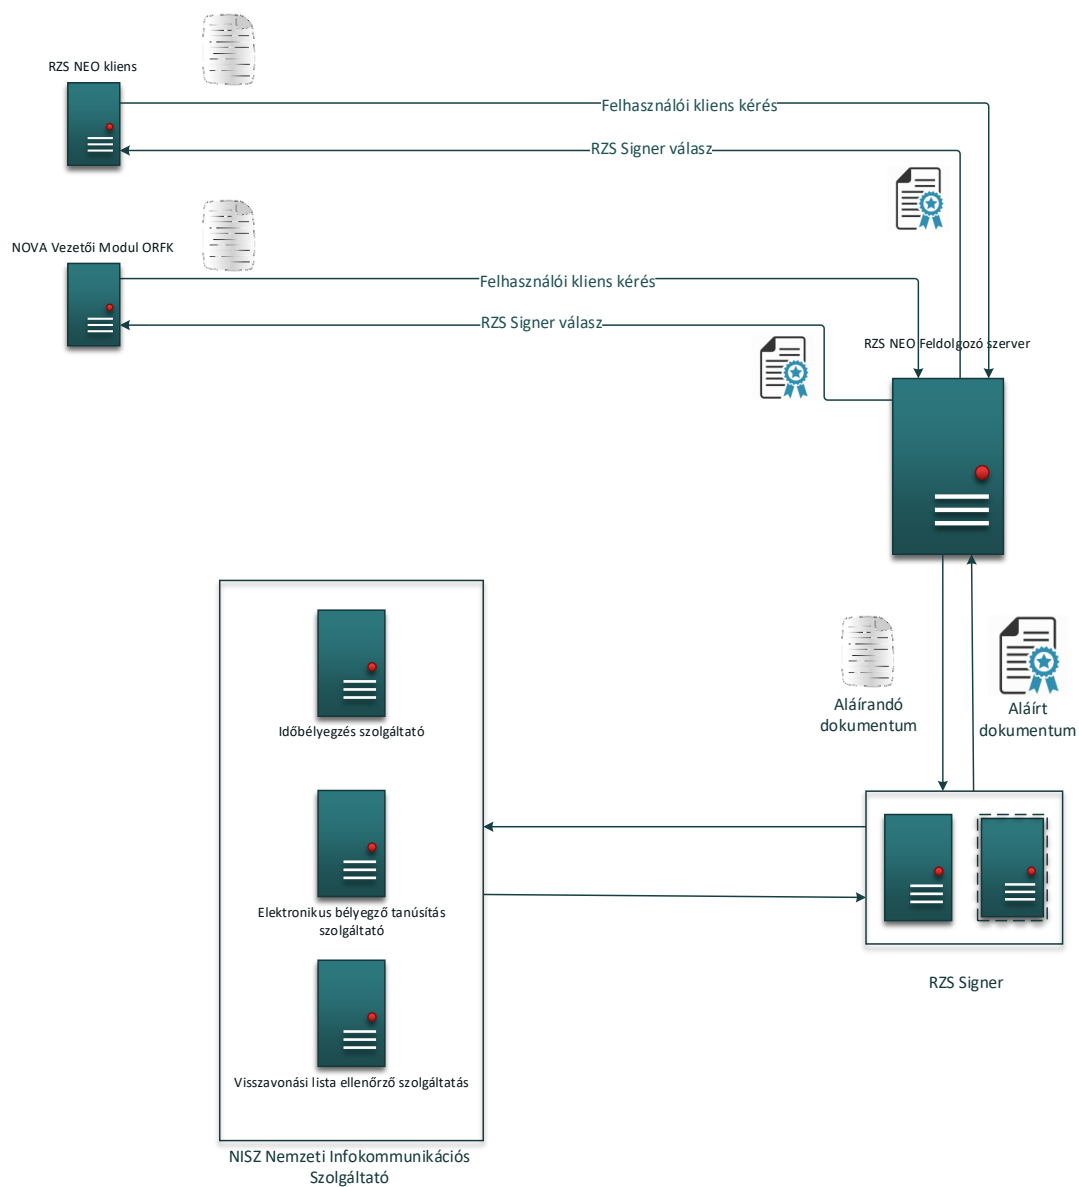 RZS NEO kliens
Felhasználói kliens kérés
RZS Signer válasz
NOVA Vezetői Modul ORFK
Felhasználói kliens kérés
RZS Signer válasz
RZS NEO Feldolgozó szerver
Aláírandó
dokumentum
Aláírt
dokumentum
Időbélyegzés szolgáltató
Elektronikus bélyegző tanúsítás
szolgáltató
RZS Signer
Visszavonási lista ellenőrző szolgáltatás
NISZ Nemzeti Infokommunikációs
Szolgáltató